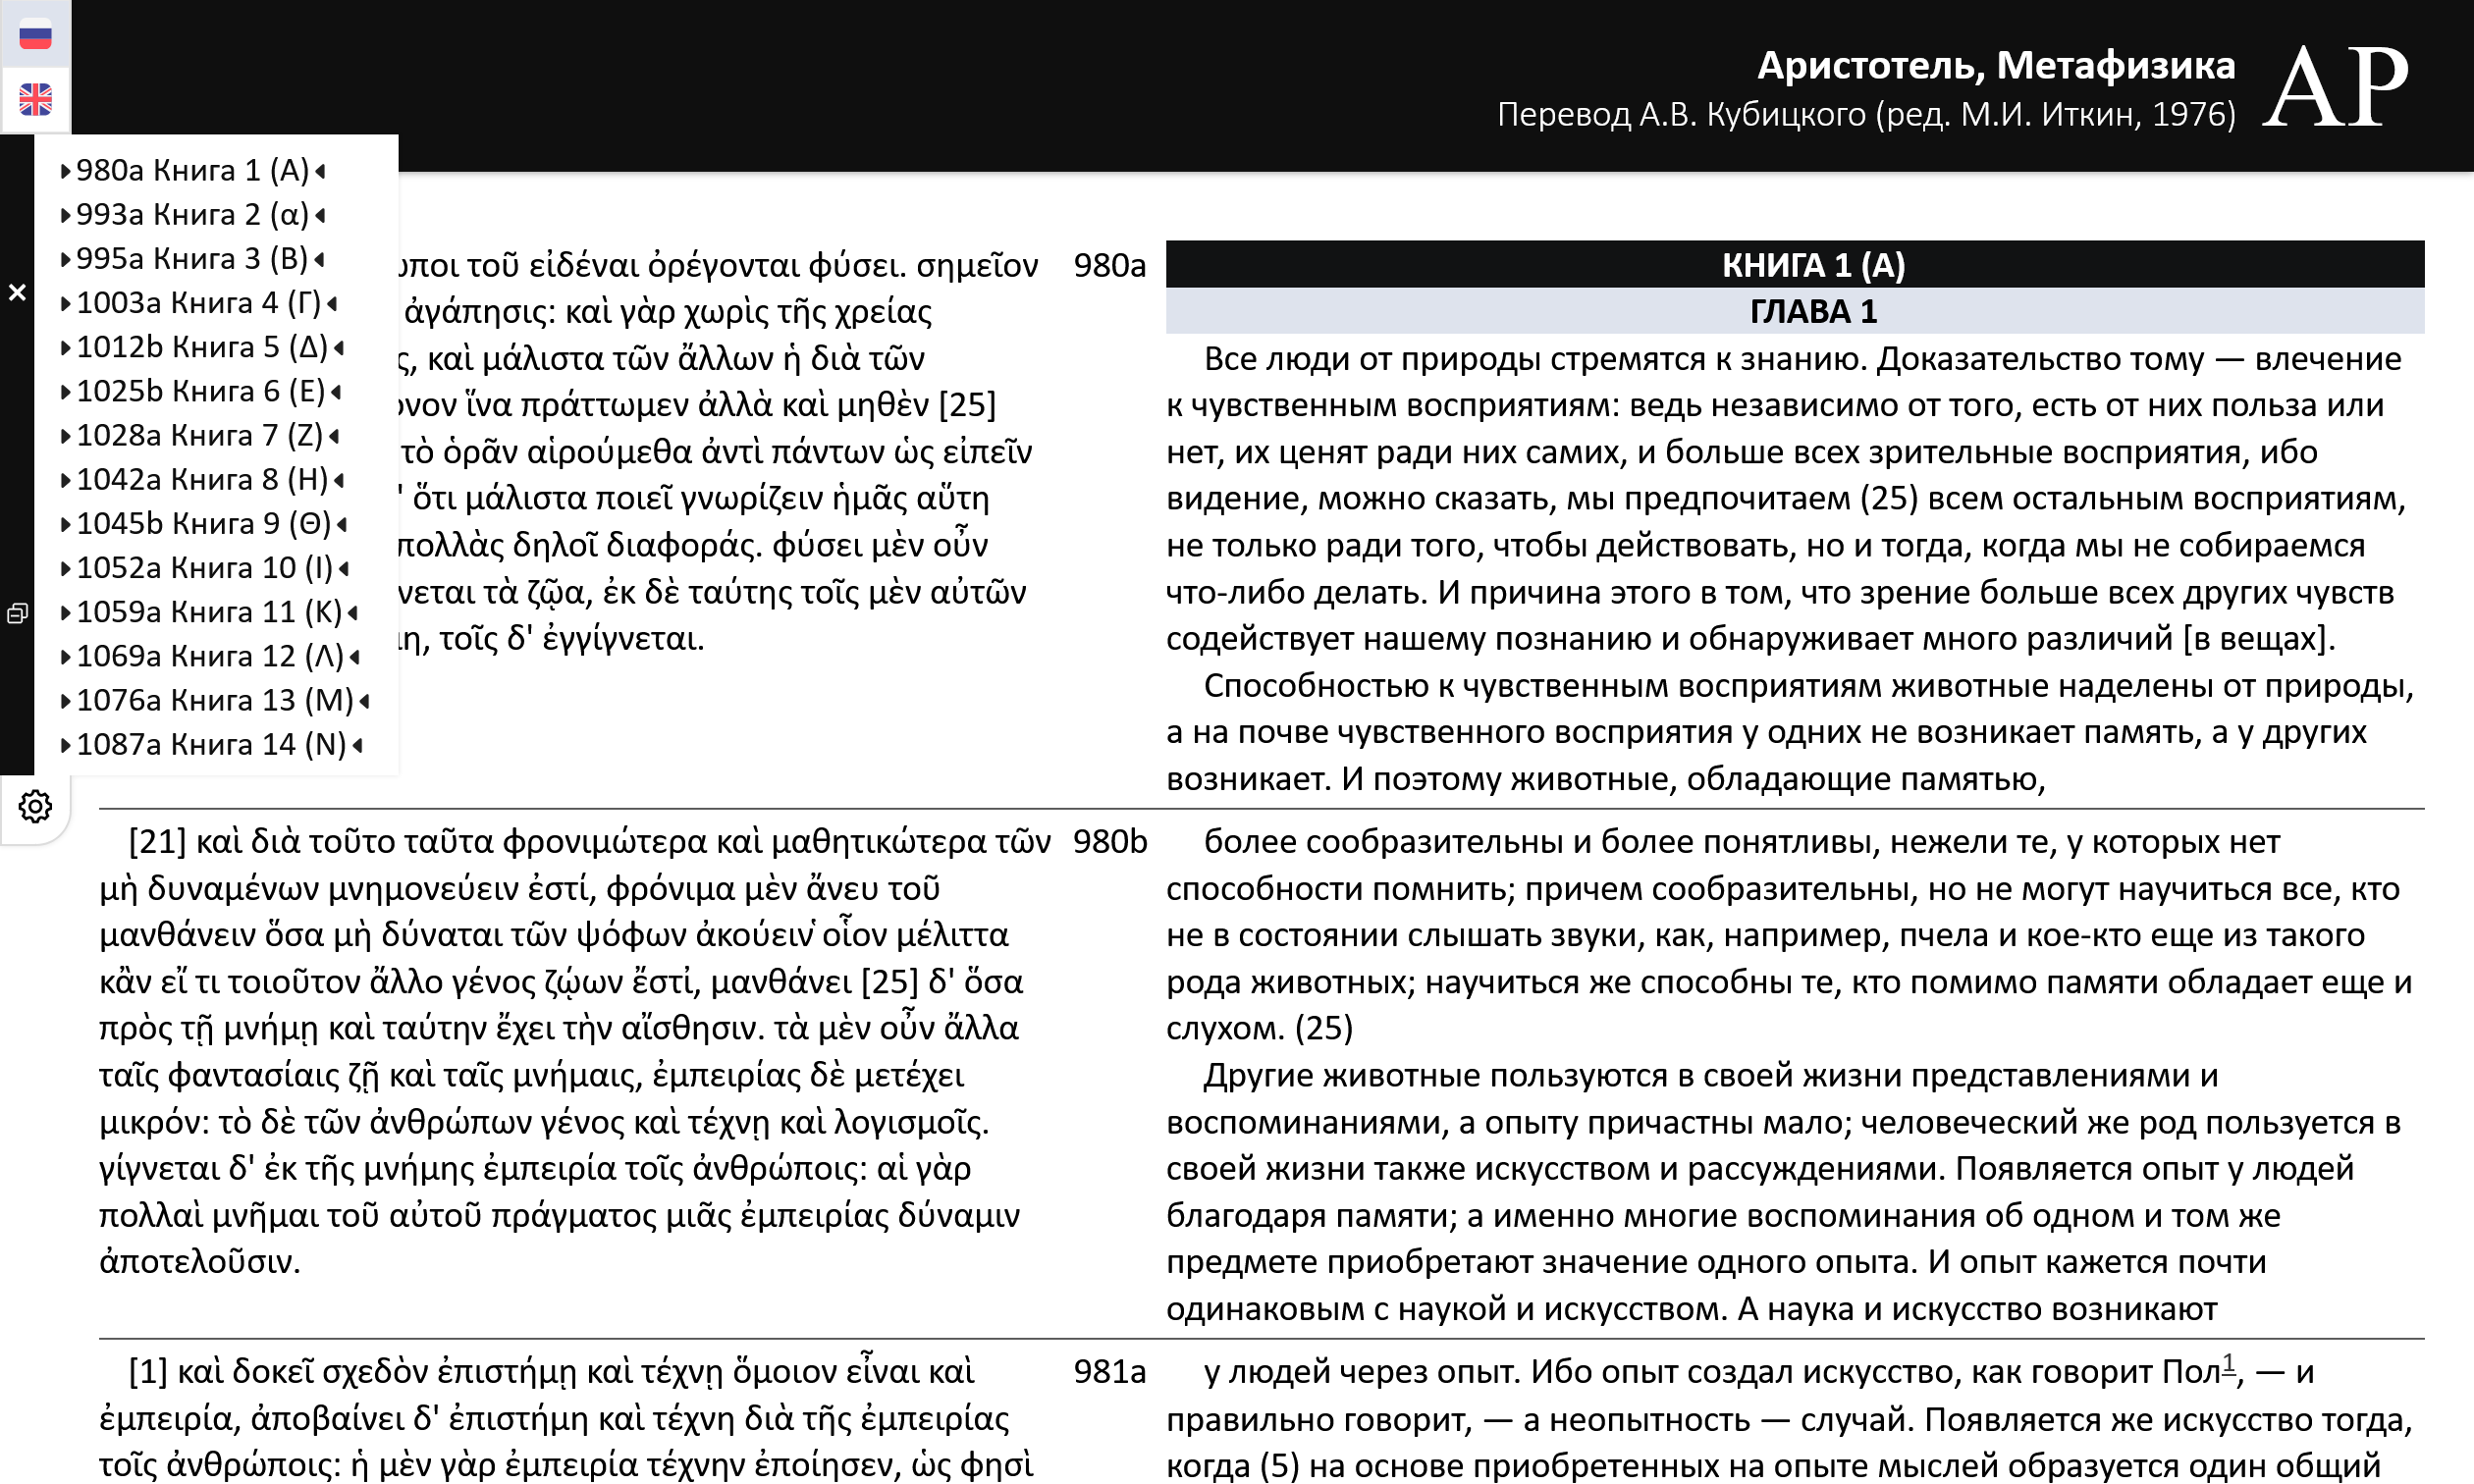 Аристотель, Метафизика
Перевод А.В. Кубицкого (ред. М.И. Иткин, 1976)
AP
980a Книга 1 (Α)
993a Книга 2 (α)
995a Книга 3 (Β)
1003a Книга 4 (Γ)
1012b Книга 5 (Δ)
1025b Книга 6 (Ε)
1028a Книга 7 (Ζ)
1042a Книга 8 (Η)
1045b Книга 9 (Θ)
1052a Книга 10 (Ι)
1059a Книга 11 (Κ)
1069a Книга 12 (Λ)
1076a Книга 13 (Μ)
1087a Книга 14 (Ν)
τοῦ εἰδέναι ὀρέγονται φύσει. σημεῖον
ἀγάπησις: καὶ γὰρ χωρὶς τῆς χρείας
καὶ μάλιστα τῶν ἄλλων ἡ διὰ τῶν
ἵνα πράττωμεν ἀλλὰ καὶ μηθὲν [25]
τὸ ὁρᾶν αἱρούμεθα ἀντὶ πάντων ὡς εἰπεῖν
ὅτι μάλιστα ποιεῖ γνωρίζειν ἡμᾶς αὕτη
πολλὰς δηλοῖ διαφοράς. φύσει μὲν οὖν
τὰ ζῷα, ἐκ δὲ ταύτης τοῖς μὲν αὐτῶν
τοῖς δ' ἐγγίγνεται.
980a
КНИГА 1 (Α)
ГЛАВА 1
Все люди от природы стремятся к знанию. Доказательство тому — влечение
к чувственным восприятиям: ведь независимо от того, есть от них польза или
нет, их ценят ради них самих, и больше всех зрительные восприятия, ибо
видение, можно сказать, мы предпочитаем (25) всем остальным восприятиям,
не только ради того, чтобы действовать, но и тогда, когда мы не собираемся
что-либо делать. И причина этого в том, что зрение больше всех других чувств
содействует нашему познанию и обнаруживает много различий [в вещах].
Способностью к чувственным восприятиям животные наделены от природы,
а на почве чувственного восприятия у одних не возникает память, а у других
возникает. И поэтому животные, обладающие памятью,
[21] καὶ διὰ τοῦτο ταῦτα φρονιμώτερα καὶ μαθητικώτερα τῶν
μὴ δυναμένων μνημονεύειν ἐστί, φρόνιμα μὲν ἄνευ τοῦ
μανθάνειν ὅσα μὴ δύναται τῶν ψόφων ἀκούειν̓ οἷον μέλιττα
κἂν εἴ τι τοιοῦτον ἄλλο γένος ζῴων ἔστἰ, μανθάνει [25] δ' ὅσα
πρὸς τῇ μνήμῃ καὶ ταύτην ἔχει τὴν αἴσθησιν. τὰ μὲν οὖν ἄλλα
ταῖς φαντασίαις ζῇ καὶ ταῖς μνήμαις, ἐμπειρίας δὲ μετέχει
μικρόν: τὸ δὲ τῶν ἀνθρώπων γένος καὶ τέχνῃ καὶ λογισμοῖς.
γίγνεται δ' ἐκ τῆς μνήμης ἐμπειρία τοῖς ἀνθρώποις: αἱ γὰρ
πολλαὶ μνῆμαι τοῦ αὐτοῦ πράγματος μιᾶς ἐμπειρίας δύναμιν
ἀποτελοῦσιν.
980b
более сообразительны и более понятливы, нежели те, у которых нет
способности помнить; причем сообразительны, но не могут научиться все, кто
не в состоянии слышать звуки, как, например, пчела и кое-кто еще из такого
рода животных; научиться же способны те, кто помимо памяти обладает еще и
слухом. (25)
Другие животные пользуются в своей жизни представлениями и
воспоминаниями, а опыту причастны мало; человеческий же род пользуется в
своей жизни также искусством и рассуждениями. Появляется опыт у людей
благодаря памяти; а именно многие воспоминания об одном и том же
предмете приобретают значение одного опыта. И опыт кажется почти
одинаковым с наукой и искусством. А наука и искусство возникают
[1] καὶ δοκεῖ σχεδὸν ἐπιστήμῃ καὶ τέχνῃ ὅμοιον εἶναι καὶ
ἐμπειρία, ἀποβαίνει δ' ἐπιστήμη καὶ τέχνη διὰ τῆς ἐμπειρίας
τοῖς ἀνθρώποις: ἡ μὲν γὰρ ἐμπειρία τέχνην ἐποίησεν, ὡς φησὶ
981a
у людей через опыт. Ибо опыт создал искусство, как говорит Пол1, — и
правильно говорит, — а неопытность — случай. Появляется же искусство тогда,
когда (5) на основе приобретенных на опыте мыслей образуется один общий